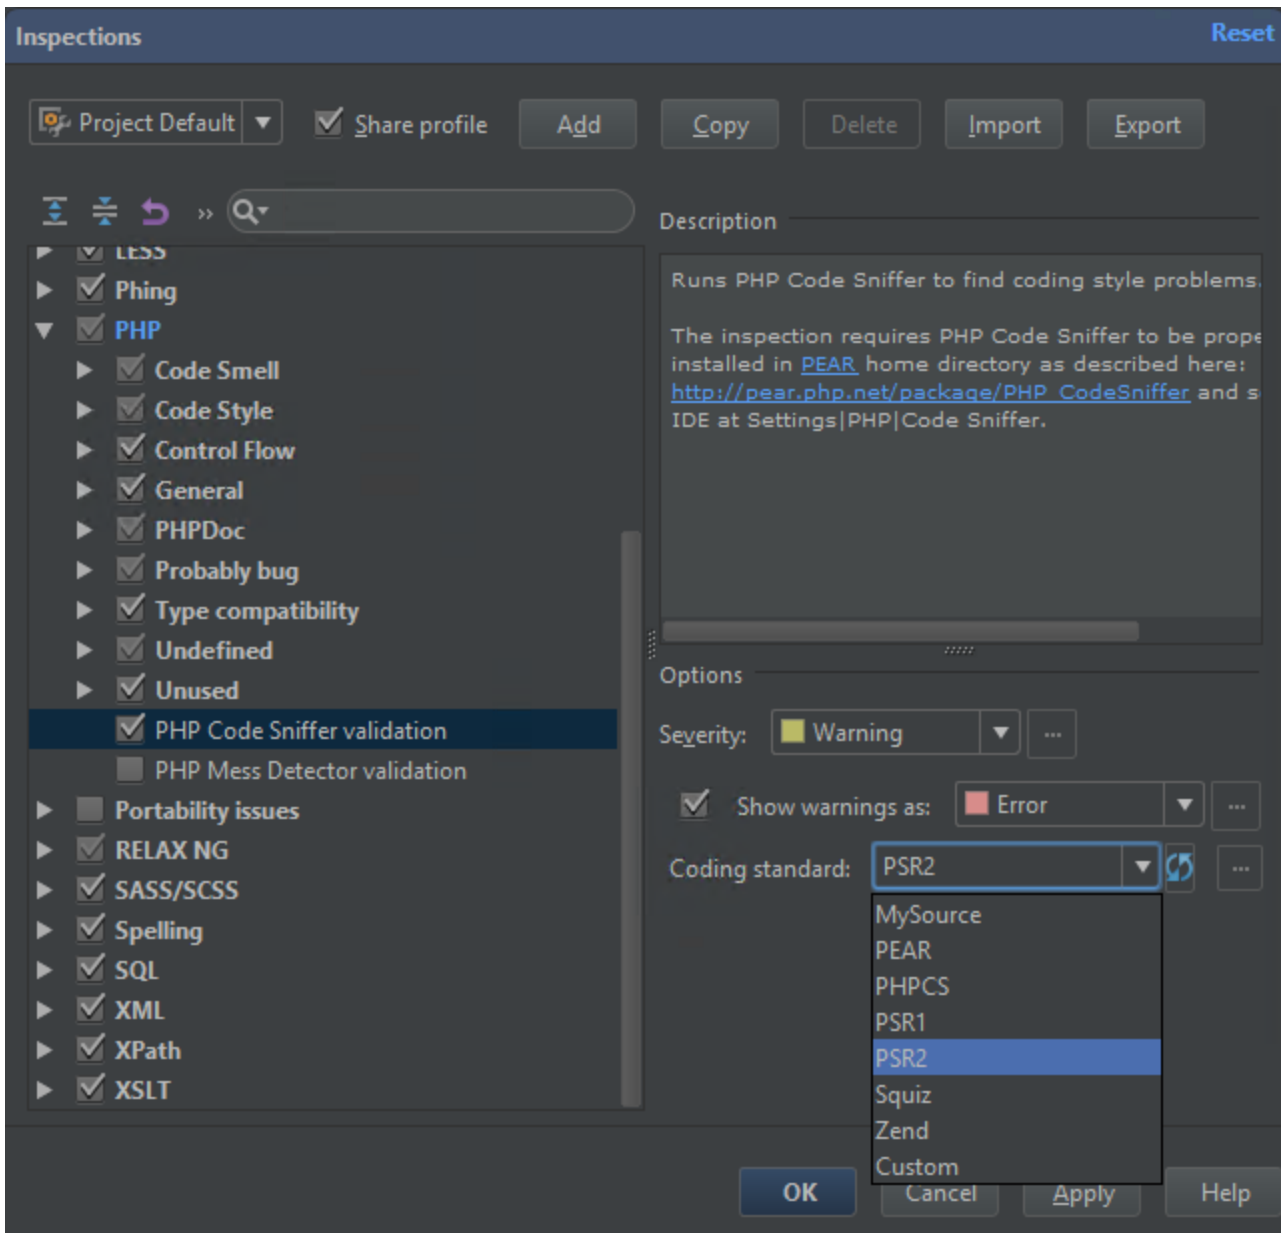 Inspections
Reset
Project Default
Share profile
Add
Copy
Delete
Import
Export
»
LESS
Phing
PHP
Code Smell
Code Style
Control Flow
General
PHPDoc
Probably bug
Type compatibility
Undefined
Unused
PHP Code Sniffer validation
PHP Mess Detector validation
Portability issues
RELAX NG
SASS/SCSS
Spelling
SQL
XML
XPath
XSLT
Description
Runs PHP Code Sniffer to find coding style problems.
The inspection requires PHP Code Sniffer to be prope
installed in PEAR home directory as described here:
http://pear.php.net/package/PHP_CodeSniffer and s
IDE at Settings|PHP|Code Sniffer.
Options
Severity:
Warning
...
Show warnings as:
Error
...
Coding standard:
PSR2
...
MySource
PEAR
PHPCS
PSR1
PSR2
Squiz
Zend
Custom
OK
Cancel
Apply
Help